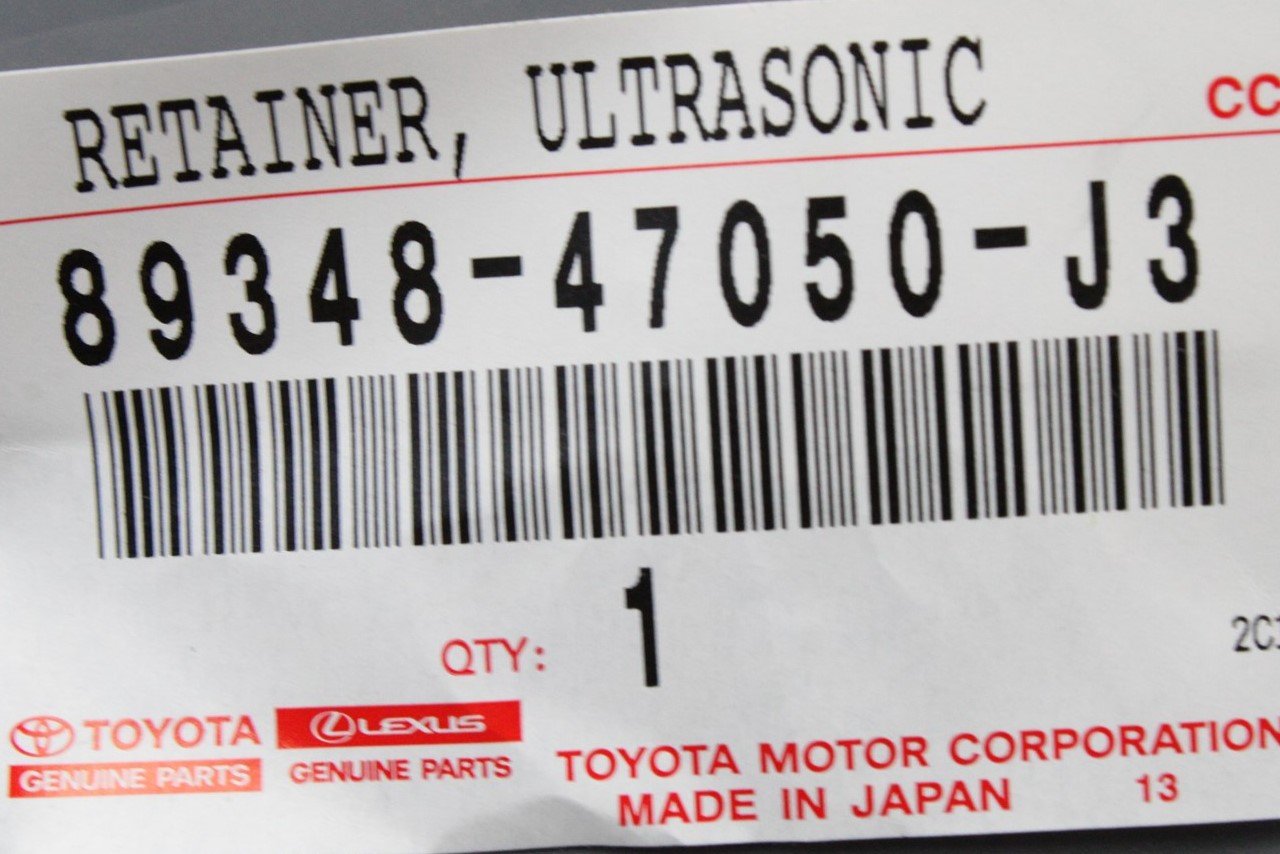 RETAINER, ULTRASONIC
89348-47050-J3
QTY: 1
TOYOTA
GENUINE PARTS
LEXUS
GENUINE PARTS
TOYOTA MOTOR CORPORATION
MADE IN JAPAN 13